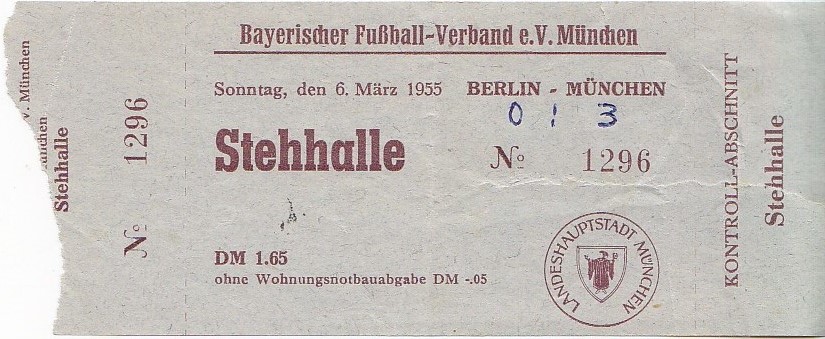 Bayerischer Fußball-Verband e.V. München
Sonntag, den 6. März 1955
BERLIN - MÜNCHEN
0 : 3
Stehhalle
№ 1296
DM 1.65
ohne Wohnungsnotbauabgabe DM -.05
LANDESHAUPTSTADT MÜNCHEN
V. München
Stehhalle
№ 1296
KONTROLL-ABSCHNITT
Stehhalle